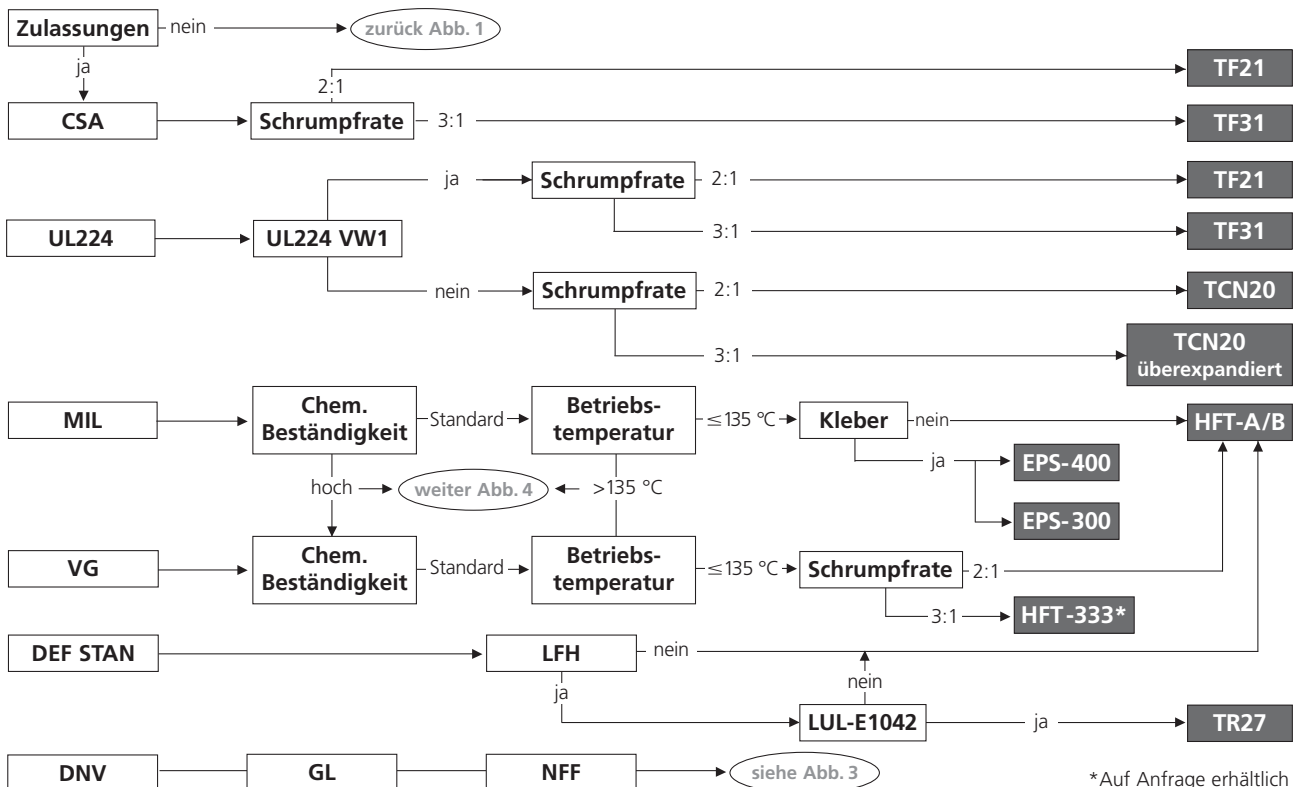 Zulassungen nein zurück Abb. 1
ja
2:1 TF21
CSA Schrumpfrate 3:1 TF31
ja Schrumpfrate 2:1 TF21
UL224 UL224 VW1 3:1 TF31
nein Schrumpfrate 2:1 TCN20
3:1 TCN20
überexpandiert
MIL Chem.
Beständigkeit Standard Betriebs-
temperatur ≤135 °C Kleber nein HFT-A/B
ja EPS-400
hoch weiter Abb. 4 >135 °C
EPS-300
VG Chem.
Beständigkeit Standard Betriebs-
temperatur ≤135 °C Schrumpfrate 2:1
3:1 HFT-333*
DEF STAN LFH nein
ja nein
LUL-E1042 ja TR27
DNV GL NFF siehe Abb. 3
*Auf Anfrage erhältlich